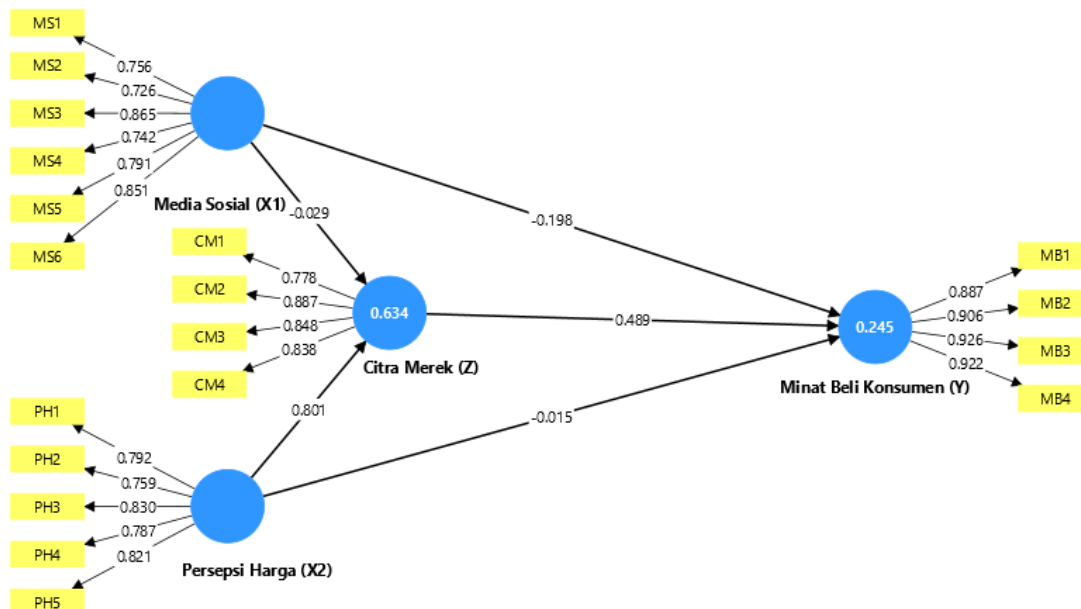 MS1
MS2
MS3
MS4
MS5
MS6
0.756
0.726
0.865
0.742
0.791
0.851
Media Sosial (X1)
-0.029
-0.198
CM1
CM2
CM3
CM4
0.778
0.887
0.848
0.838
0.634
Citra Merek (Z)
0.489
0.245
Minat Beli Konsumen (Y)
MB1
MB2
MB3
MB4
0.887
0.906
0.926
0.922
0.801
-0.015
PH1
PH2
PH3
PH4
PH5
0.792
0.759
0.830
0.787
0.821
Persepsi Harga (X2)